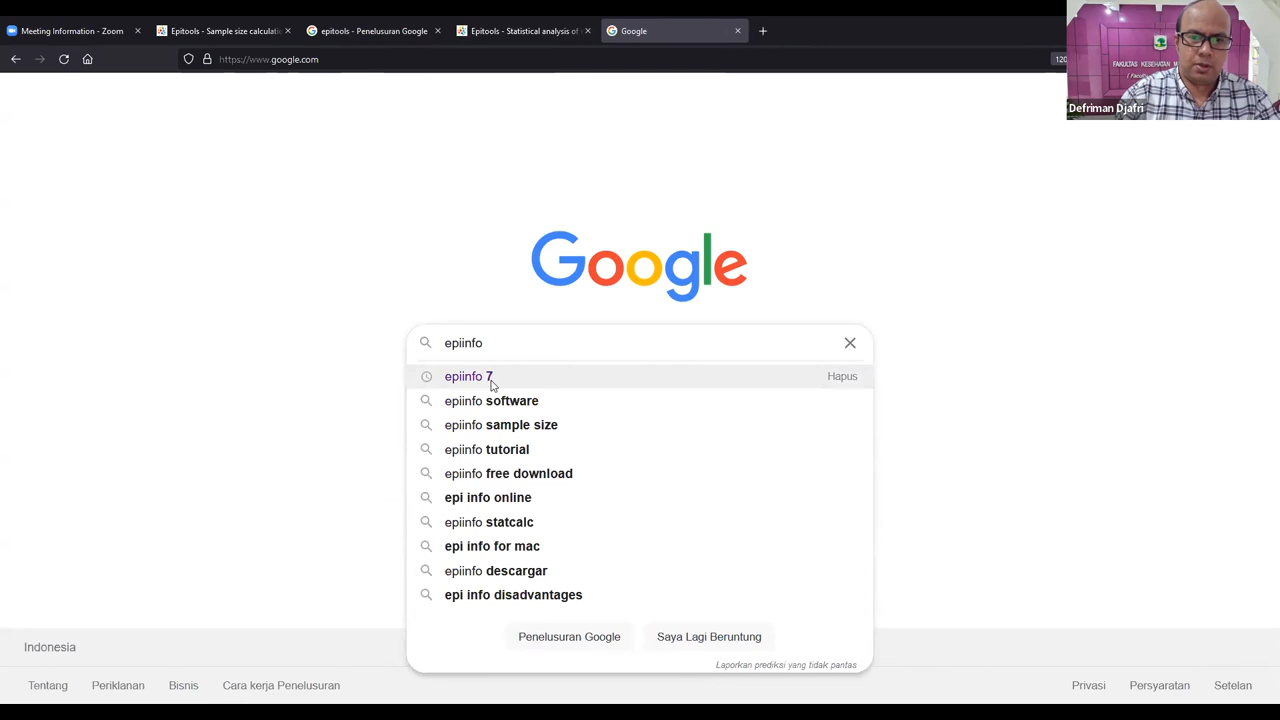 Meeting Information - Zoom
Epitools - Sample size calculati
epitools - Penelusuran Google
Epitools - Statistical analysis of
Google
https://www.google.com
120
FAKULTAS KESEHATAN M
Defriman Djafri
Google
epiinfo
epiinfo 7
Hapus
epiinfo software
epiinfo sample size
epiinfo tutorial
epiinfo free download
epi info online
epiinfo statcalc
epi info for mac
epiinfo descargar
epi info disadvantages
Penelusuran Google
Saya Lagi Beruntung
Laporkan prediksi yang tidak pantas
Indonesia
Tentang
Periklanan
Bisnis
Cara kerja Penelusuran
Privasi
Persyaratan
Setelan